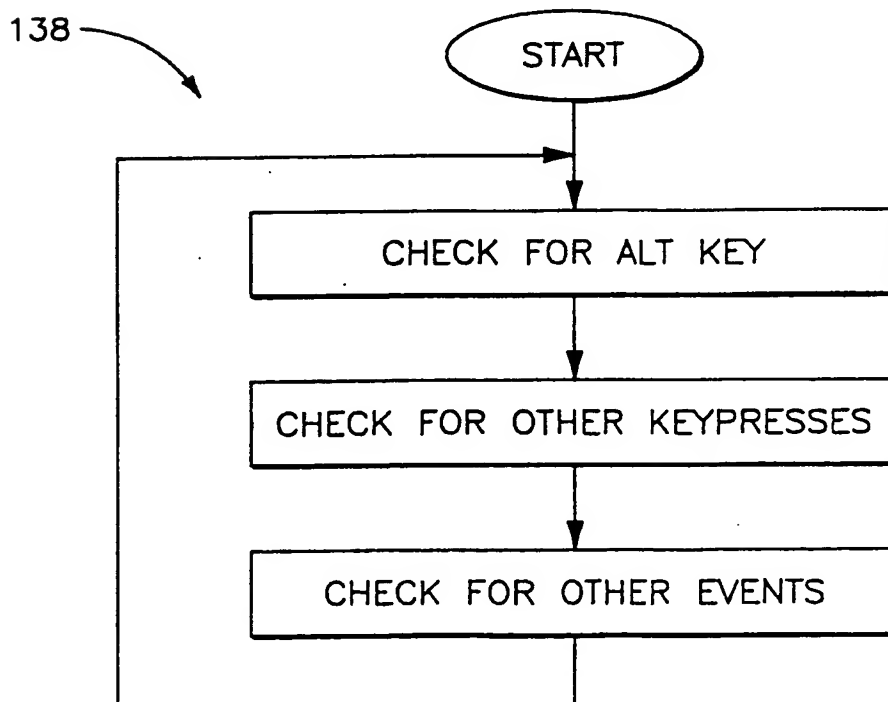 138
START
CHECK FOR ALT KEY
CHECK FOR OTHER KEYPRESSES
CHECK FOR OTHER EVENTS